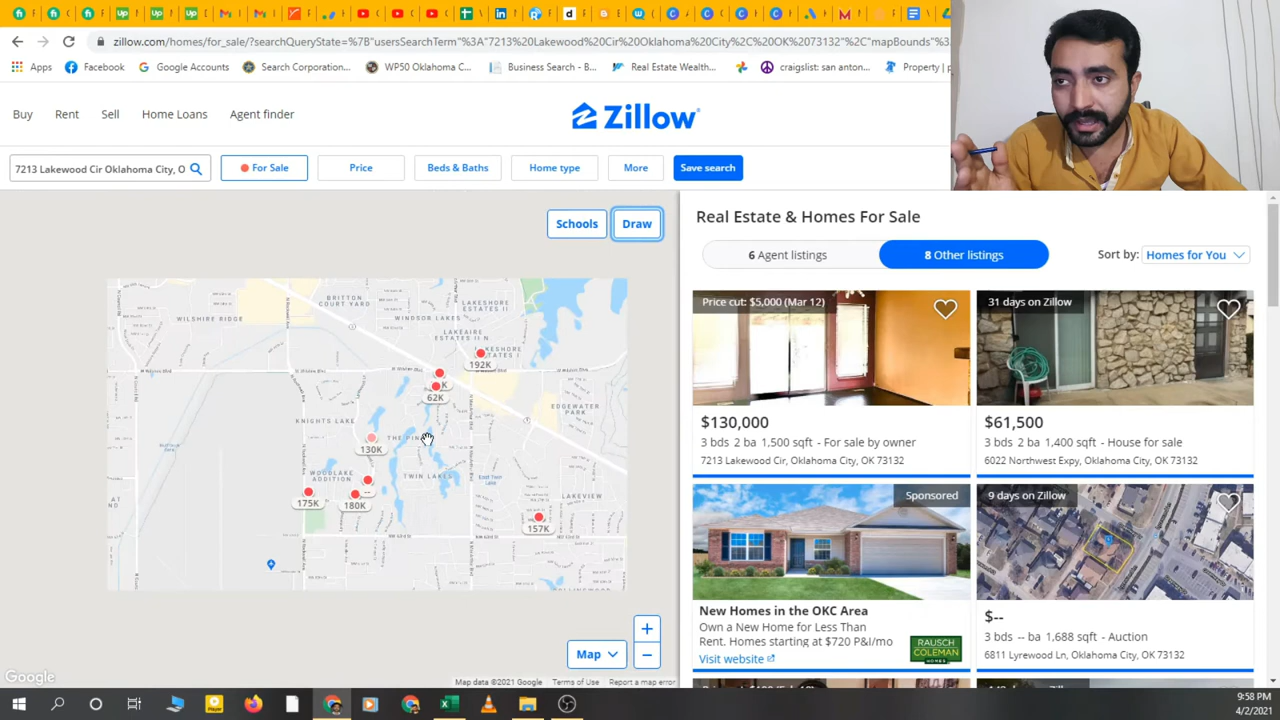 zillow.com/homes/for_sale/?searchQueryState=%7B"usersSearchTerm"%3A"7213%20Lakewood%20Cir%20Oklahoma%20City%2C%20OK%2073132"%2C"mapBounds"%3...
Apps Facebook Google Accounts Search Corporation... WP50 Oklahoma C... Business Search - B... Real Estate Wealth... craigslist: san anton... Property | p
Buy Rent Sell Home Loans Agent finder
Zillow
7213 Lakewood Cir Oklahoma City, O
For Sale Price Beds & Baths Home type More Save search
Schools Draw
Real Estate & Homes For Sale
6 Agent listings 8 Other listings
Sort by: Homes for You
BRITTON COURT YARD
LAKESHORE ESTATES II
WILSHIRE RIDGE
WINDSOR LAKES
LAKEAIRE ESTATES II
192K
62K
EDGEWATER PARK
KNIGHTS LAKE
130K
WOODLAKE ADDITION
TWIN LAKES
175K
180K
LAKEVIEW
157K
Map
+
−
Google
Map data ©2021 Google Terms of Use Report a map error
Price cut: $5,000 (Mar 12)
$130,000
3 bds 2 ba 1,500 sqft - For sale by owner
7213 Lakewood Cir, Oklahoma City, OK 73132
31 days on Zillow
$61,500
3 bds 2 ba 1,400 sqft - House for sale
6022 Northwest Expy, Oklahoma City, OK 73132
Sponsored
New Homes in the OKC Area
Own a New Home for Less Than
Rent. Homes starting at $720 P&I/mo
Visit website
RAUSCH COLEMAN HOMES
9 days on Zillow
$--
3 bds -- ba 1,688 sqft - Auction
6811 Lyrewood Ln, Oklahoma City, OK 73132
9:58 PM
4/2/2021